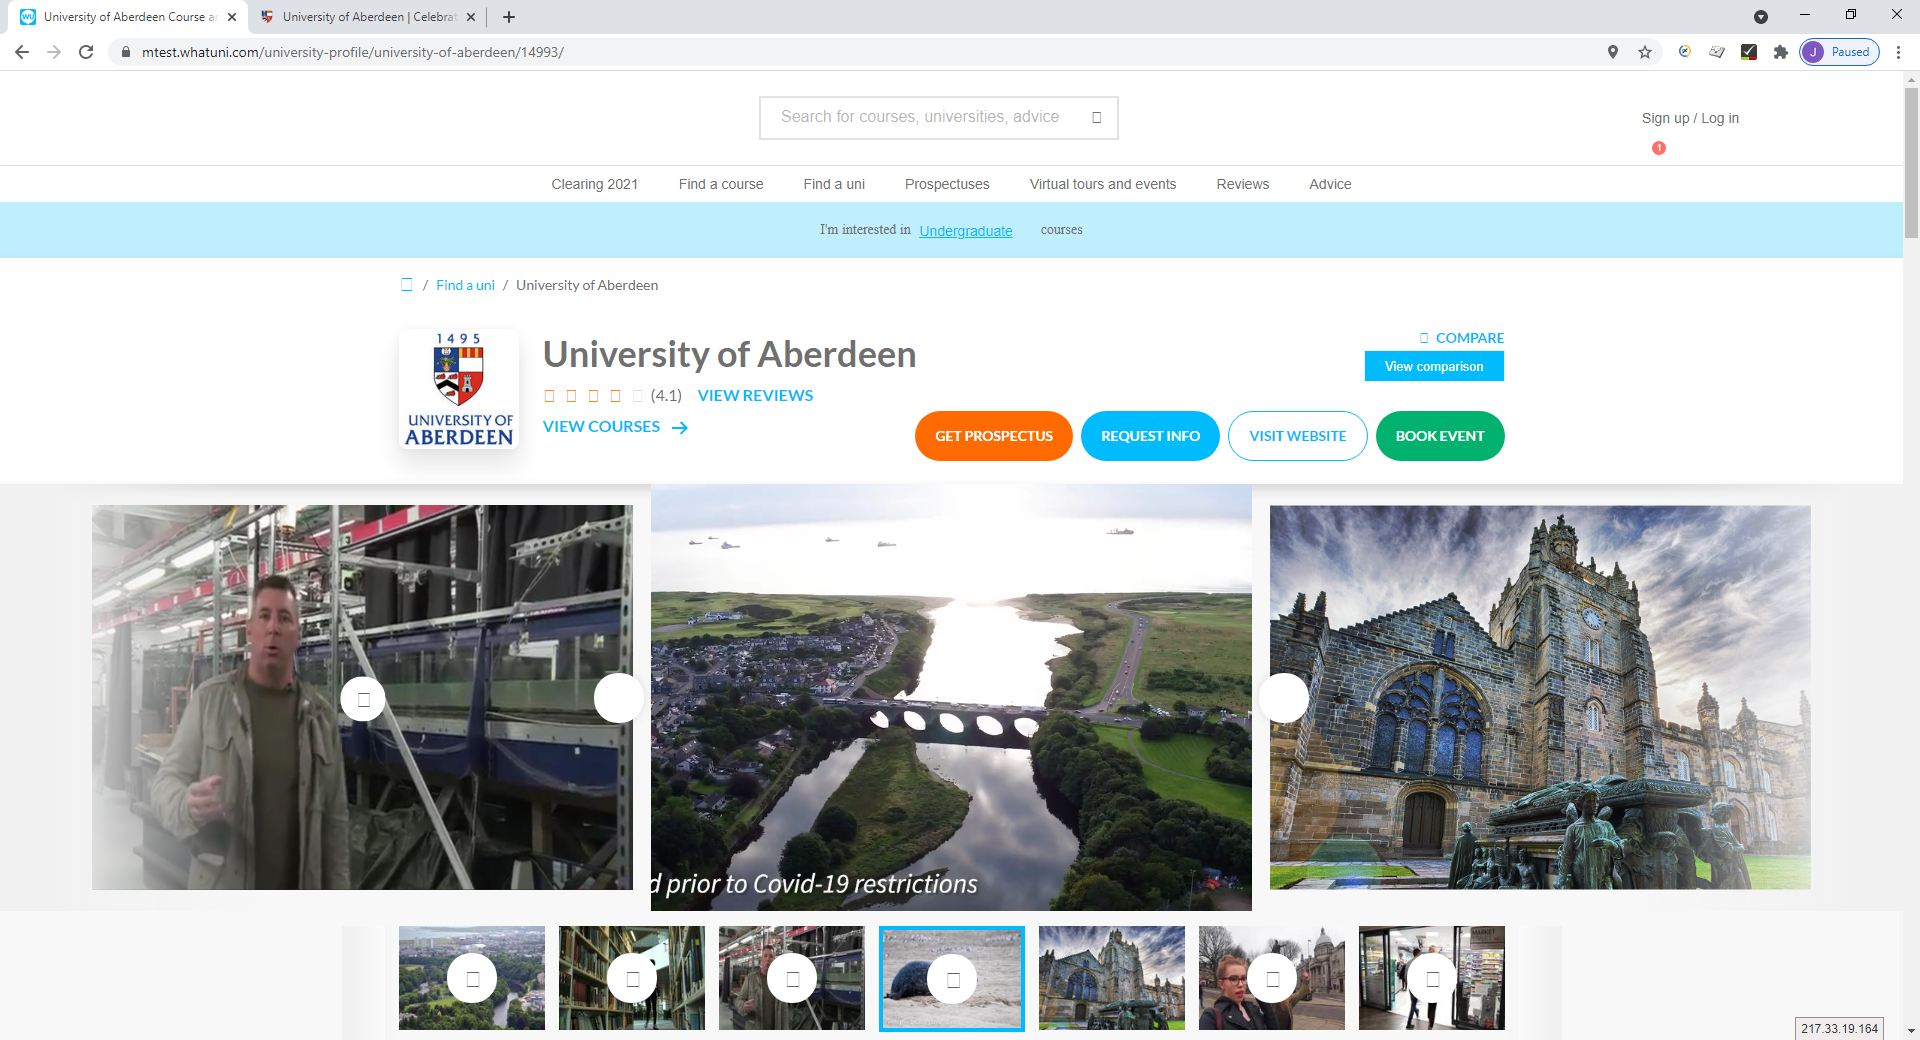 University of Aberdeen Course a
University of Aberdeen | Celebrat
mtest.whatuni.com/university-profile/university-of-aberdeen/14993/
J Paused
Search for courses, universities, advice
Sign up / Log in
1
Clearing 2021 Find a course Find a uni Prospectuses Virtual tours and events Reviews Advice
I'm interested in Undergraduate courses
/ Find a uni / University of Aberdeen
1495
UNIVERSITY OF
ABERDEEN
University of Aberdeen
(4.1) VIEW REVIEWS
VIEW COURSES
COMPARE
View comparison
GET PROSPECTUS REQUEST INFO VISIT WEBSITE BOOK EVENT
d prior to Covid-19 restrictions
MARKET
217.33.19.164